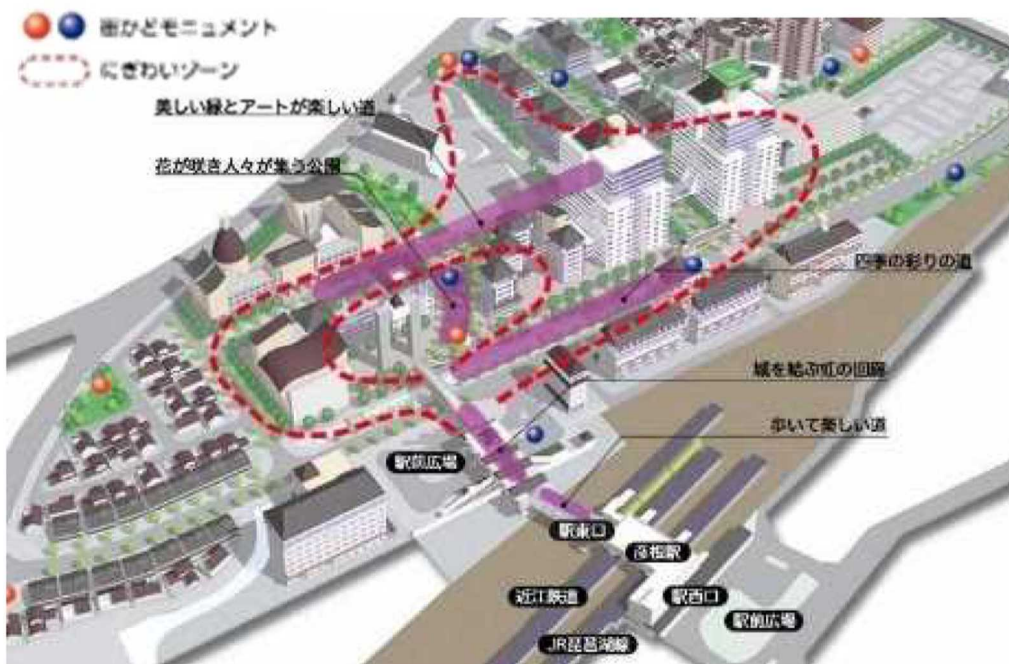 街かどモニュメント
にぎわいゾーン
美しい緑とアートが楽しい道
花が咲き人々が集う公園
四季の彩りの道
城を結ぶ虹の回廊
歩いて楽しい道
駅前広場
駅東口
彦根駅
近江鉄道
駅西口
駅前広場
JR琵琶湖線